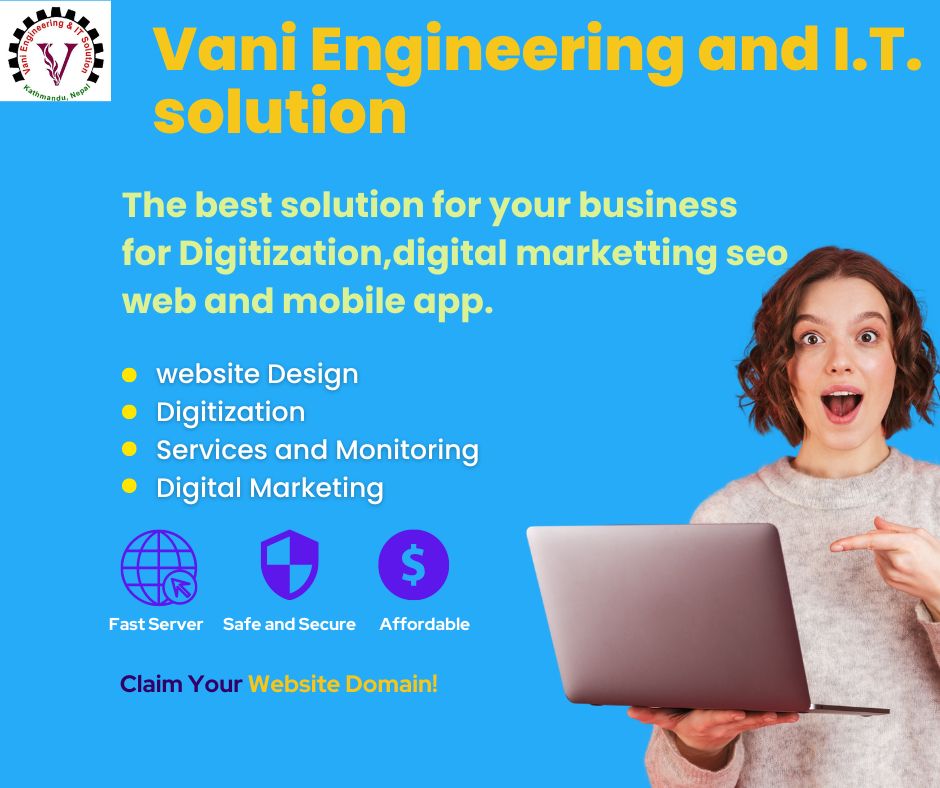 Vani Engineering & IT Solution
V
Kathmandu, Nepal
Vani Engineering and I.T.
solution
The best solution for your business
for Digitization,digital marketting seo
web and mobile app.
website Design
Digitization
Services and Monitoring
Digital Marketing
$
Fast Server Safe and Secure Affordable
Claim Your Website Domain!